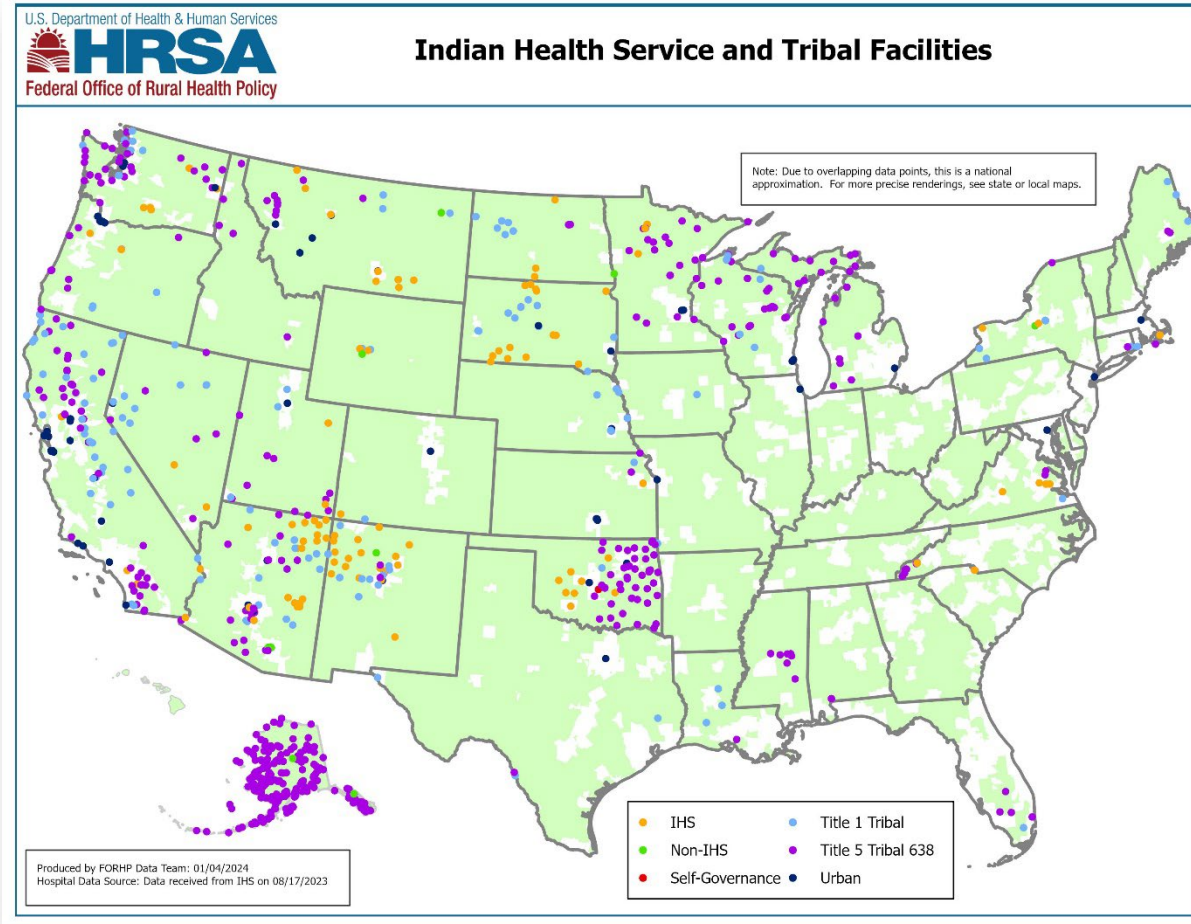 U.S. Department of Health & Human Services
HRSA
Federal Office of Rural Health Policy
Indian Health Service and Tribal Facilities
Note: Due to overlapping data points, this is a national
approximation. For more precise renderings, see state or local maps.
IHS
Non-IHS
Self-Governance
Title 1 Tribal
Title 5 Tribal 638
Urban
Produced by FORHP Data Team: 01/04/2024
Hospital Data Source: Data received from IHS on 08/17/2023